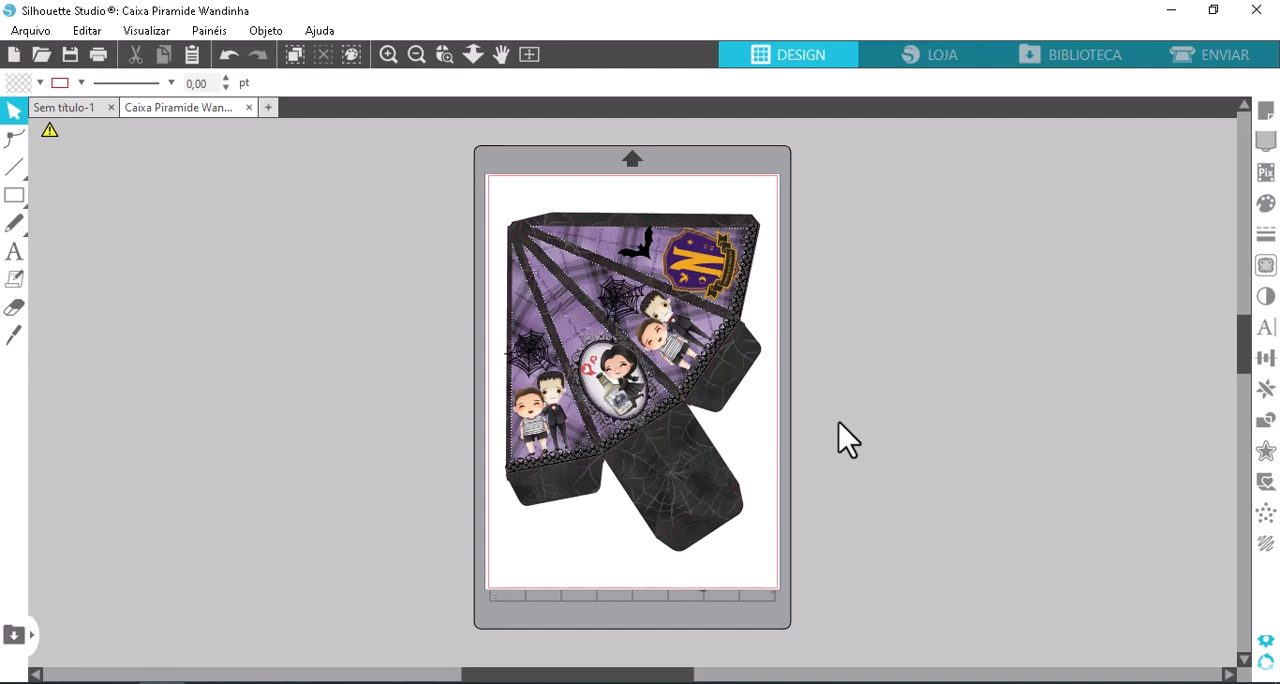 Silhouette Studio®: Caixa Piramide Wandinha
Arquivo Editar Visualizar Painéis Objeto Ajuda
DESIGN LOJA BIBLIOTECA ENVIAR
0,00 pt
Sem título-1 Caixa Piramide Wan...
Pix
N